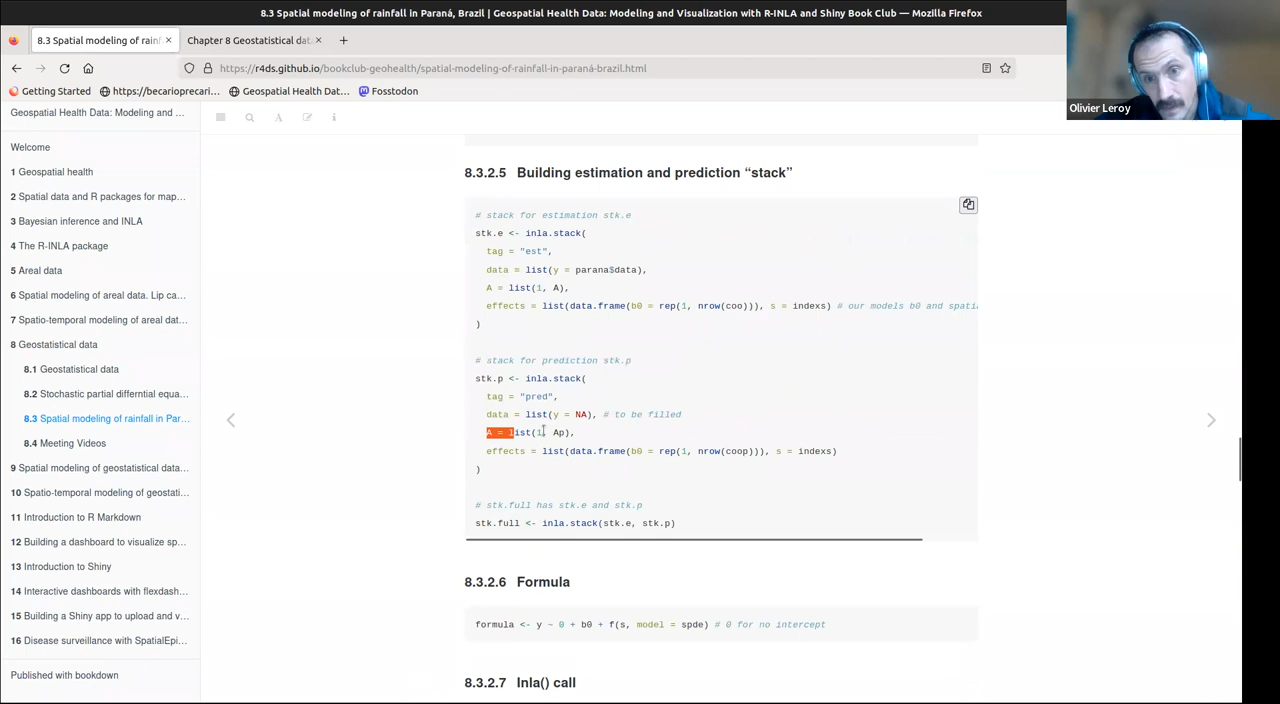 8.3 Spatial modeling of rainfall in Paraná, Brazil | Geospatial Health Data: Modeling and Visualization with R-INLA and Shiny Book Club — Mozilla Firefox
8.3 Spatial modeling of rainf
Chapter 8 Geostatistical dat
https://r4ds.github.io/bookclub-geohealth/spatial-modeling-of-rainfall-in-paraná-brazil.html
Getting Started
https://becarioprecari…
Geospatial Health Dat…
Fosstodon
Olivier Leroy
Geospatial Health Data: Modeling and …
Welcome
1 Geospatial health
2 Spatial data and R packages for map…
3 Bayesian inference and INLA
4 The R-INLA package
5 Areal data
6 Spatial modeling of areal data. Lip ca…
7 Spatio-temporal modeling of areal dat…
8 Geostatistical data
8.1 Geostatistical data
8.2 Stochastic partial differntial equa…
8.3 Spatial modeling of rainfall in Par…
8.4 Meeting Videos
9 Spatial modeling of geostatistical data…
10 Spatio-temporal modeling of geostati…
11 Introduction to R Markdown
12 Building a dashboard to visualize sp…
13 Introduction to Shiny
14 Interactive dashboards with flexdash…
15 Building a Shiny app to upload and v…
16 Disease surveillance with SpatialEpi…
Published with bookdown
8.3.2.5 Building estimation and prediction “stack”
# stack for estimation stk.e
stk.e <- inla.stack(
tag = "est",
data = list(y = parana$data),
A = list(1, A),
effects = list(data.frame(b0 = rep(1, nrow(coo))), s = indexs) # our models b0 and spatia
)
# stack for prediction stk.p
stk.p <- inla.stack(
tag = "pred",
data = list(y = NA), # to be filled
A = list(1, Ap),
effects = list(data.frame(b0 = rep(1, nrow(coop))), s = indexs)
)
# stk.full has stk.e and stk.p
stk.full <- inla.stack(stk.e, stk.p)
8.3.2.6 Formula
formula <- y ~ 0 + b0 + f(s, model = spde) # 0 for no intercept
8.3.2.7 Inla() call